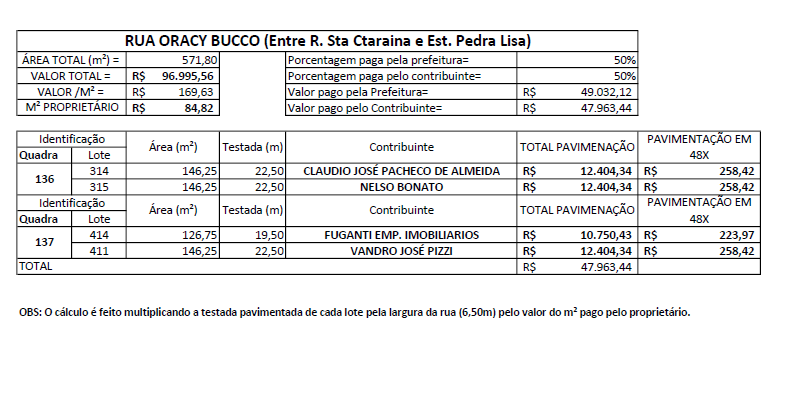 RUA ORACY BUCCO (Entre R. Sta Ctaraina e Est. Pedra Lisa)
ÁREA TOTAL (m²) = 571,80 Porcentagem paga pela prefeitura= 50%
VALOR TOTAL = R$ 96.995,56 Porcentagem pago pelo contribuinte= 50%
VALOR /M² = R$ 169,63 Valor pago pela Prefeitura= R$ 49.032,12
M² PROPRIETÁRIO R$ 84,82 Valor pago pelo Contribuinte= R$ 47.963,44
Identificação Área (m²) Testada (m) Contribuinte TOTAL PAVIMENAÇÃO PAVIMENTAÇÃO EM 48X
Quadra Lote
136 314 146,25 22,50 CLAUDIO JOSÉ PACHECO DE ALMEIDA R$ 12.404,34 R$ 258,42
315 146,25 22,50 NELSO BONATO R$ 12.404,34 R$ 258,42
Identificação Área (m²) Testada (m) Contribuinte TOTAL PAVIMENAÇÃO PAVIMENTAÇÃO EM 48X
Quadra Lote
137 414 126,75 19,50 FUGANTI EMP. IMOBILIARIOS R$ 10.750,43 R$ 223,97
411 146,25 22,50 VANDRO JOSÉ PIZZI R$ 12.404,34 R$ 258,42
TOTAL R$ 47.963,44
OBS: O cálculo é feito multiplicando a testada pavimentada de cada lote pela largura da rua (6,50m) pelo valor do m² pago pelo proprietário.